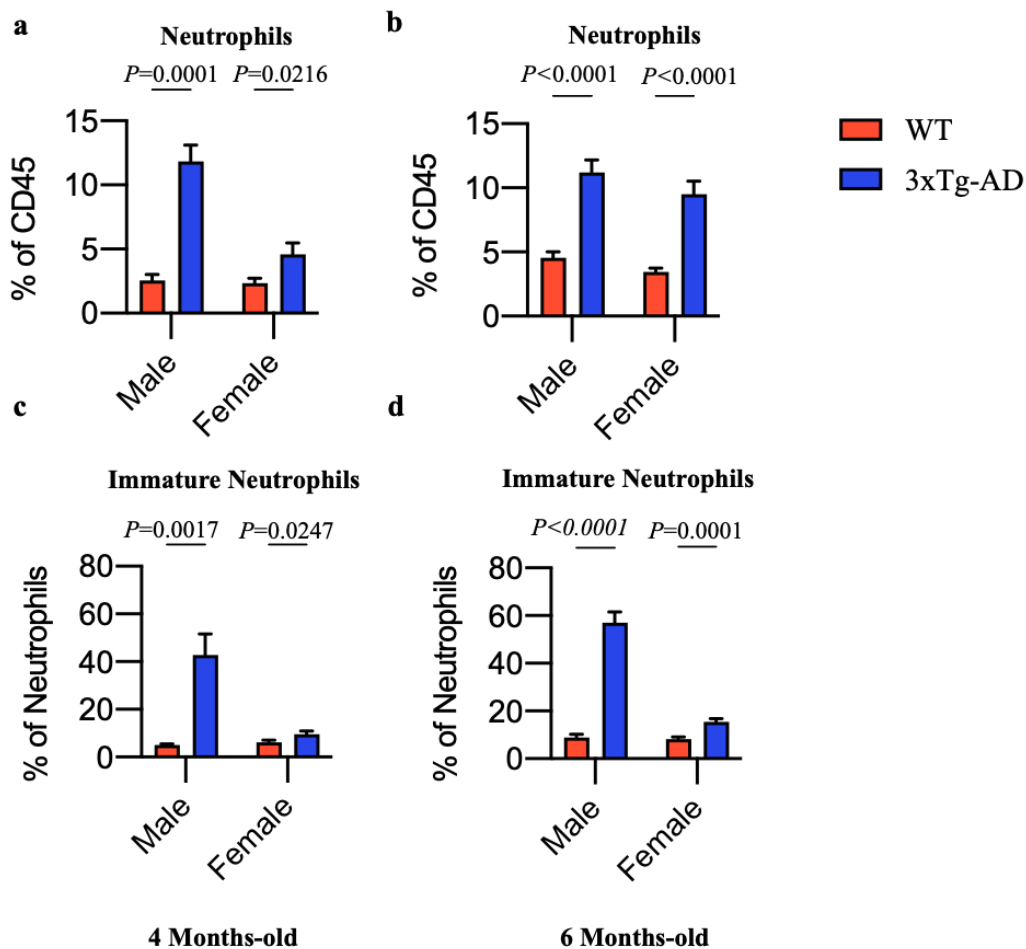 a
Neutrophils
P=0.0001 P=0.0216
15
10
5
0
% of CD45
Male
Female
b
Neutrophils
P<0.0001 P<0.0001
15
10
5
0
% of CD45
Male
Female
WT
3xTg-AD
c
Immature Neutrophils
P=0.0017 P=0.0247
80
60
40
20
0
% of Neutrophils
Male
Female
4 Months-old
d
Immature Neutrophils
P<0.0001 P=0.0001
80
60
40
20
0
% of Neutrophils
Male
Female
6 Months-old